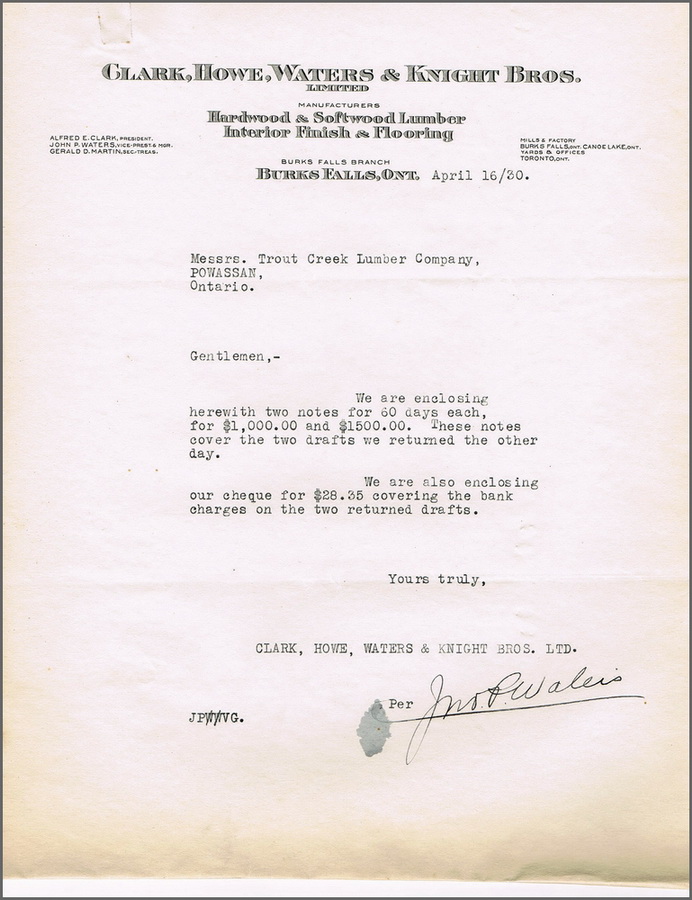 CLARK, HOWE, WATERS & KNIGHT BROS.
LIMITED
MANUFACTURERS
Hardwood & Softwood Lumber
Interior Finish & Flooring
ALFRED E. CLARK, PRESIDENT.
JOHN P. WATERS, VICE-PREST & MGR.
GERALD D. MARTIN, SEC-TREAS.
MILLS & FACTORY
BURKS FALLS, ONT. CANOE LAKE, ONT.
YARDS & OFFICES
TORONTO, ONT.
BURKS FALLS BRANCH
BURKS FALLS, ONT. April 16/30.
Messrs. Trout Creek Lumber Company,
POWASSAN,
Ontario.
Gentlemen,-
We are enclosing
herewith two notes for 60 days each,
for $1,000.00 and $1500.00. These notes
cover the two drafts we returned the other
day.
We are also enclosing
our cheque for $28.35 covering the bank
charges on the two returned drafts.
Yours truly,
CLARK, HOWE, WATERS & KNIGHT BROS. LTD.
Per Jno. P. Waters
JPW/VG.